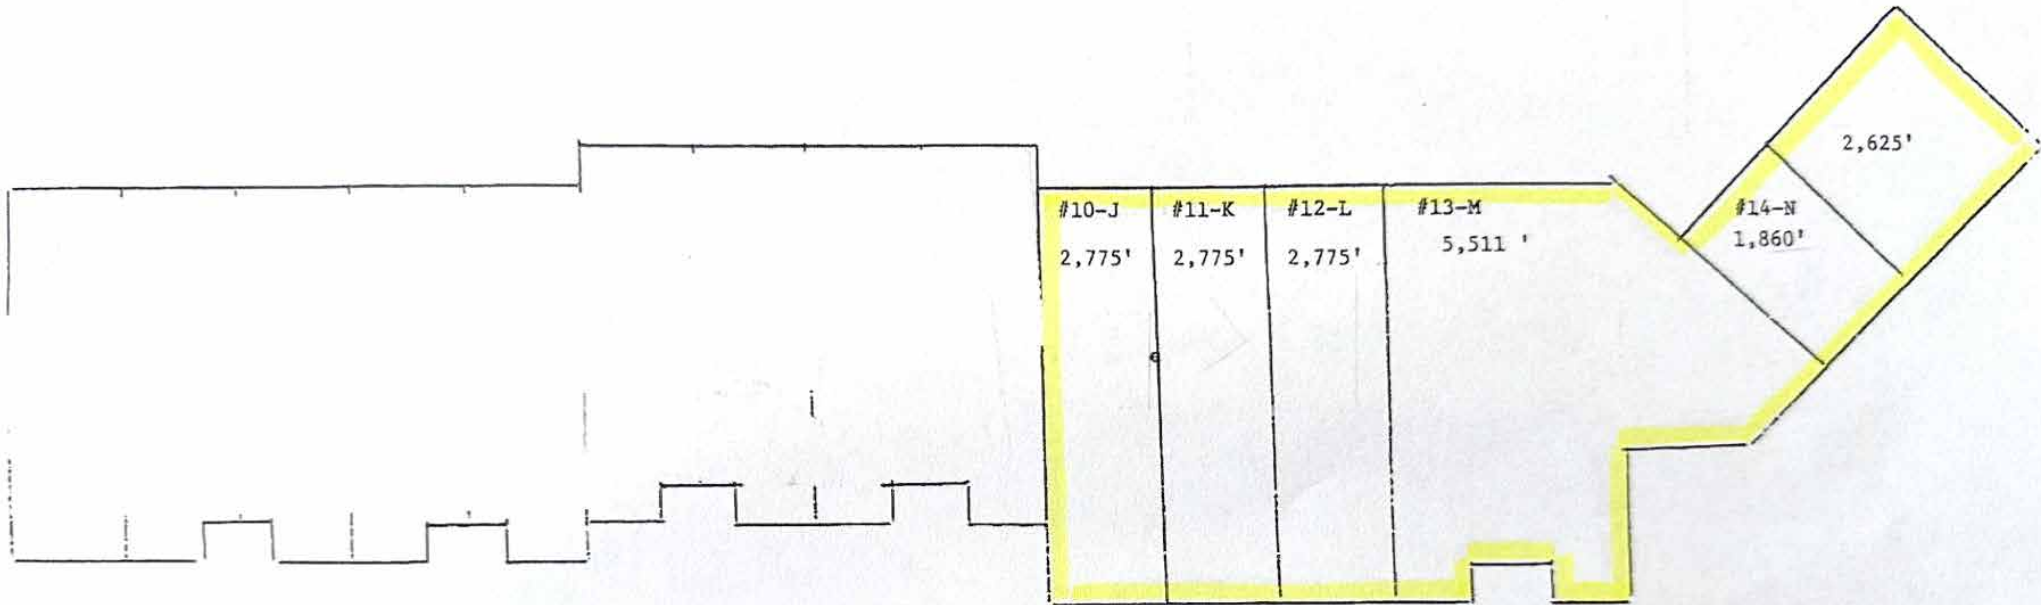 #10-J
2,775'
#11-K
2,775'
#12-L
2,775'
#13-M
5,511 '
#14-N
1,860'
2,625'